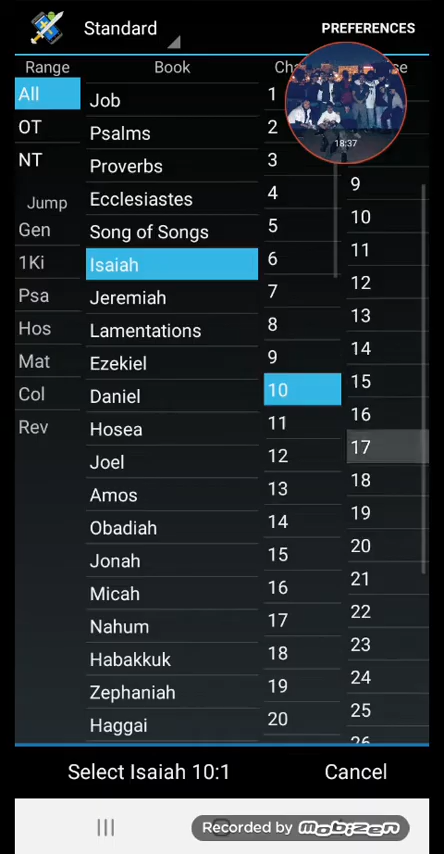 Standard
PREFERENCES
Range
Book
All
OT
NT
Jump
Gen
1Ki
Psa
Hos
Mat
Col
Rev
Job
Psalms
Proverbs
Ecclesiastes
Song of Songs
Isaiah
Jeremiah
Lamentations
Ezekiel
Daniel
Hosea
Joel
Amos
Obadiah
Jonah
Micah
Nahum
Habakkuk
Zephaniah
Haggai
1
2
3
4
5
6
7
8
9
10
11
12
13
14
15
16
17
18
19
20
18:37
9
10
11
12
13
14
15
16
17
18
19
20
21
22
23
24
25
26
Select Isaiah 10:1
Cancel
Recorded by mobizen